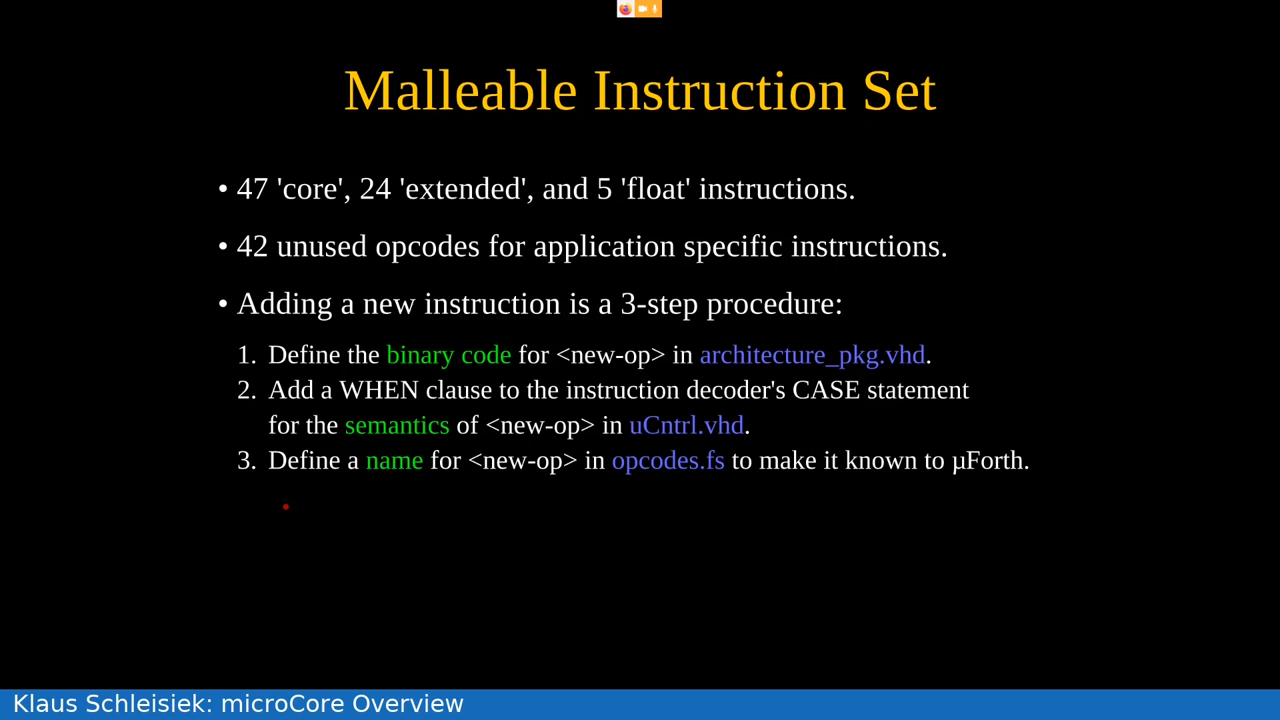 Malleable Instruction Set
• 47 'core', 24 'extended', and 5 'float' instructions.
• 42 unused opcodes for application specific instructions.
• Adding a new instruction is a 3-step procedure:
1. Define the binary code for <new-op> in architecture_pkg.vhd.
2. Add a WHEN clause to the instruction decoder's CASE statement
for the semantics of <new-op> in uCntrl.vhd.
3. Define a name for <new-op> in opcodes.fs to make it known to µForth.
Klaus Schleisiek: microCore Overview